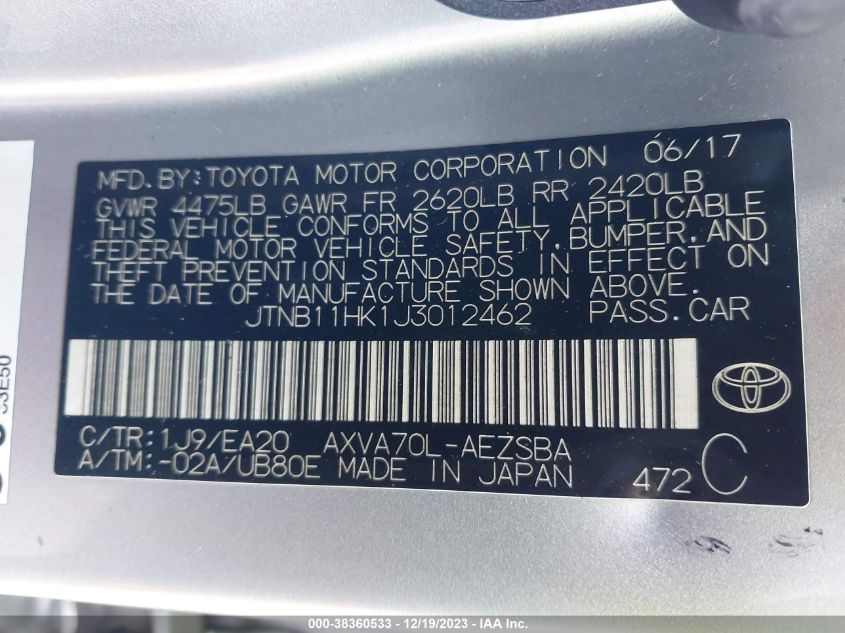 MFD.BY:TOYOTA MOTOR CORPORATION 06/17
GVWR 4475LB GAWR FR 2620LB RR 2420LB
THIS VEHICLE CONFORMS TO ALL APPLICABLE
FEDERAL MOTOR VEHICLE SAFETY,BUMPER,AND
THEFT PREVENTION STANDARDS IN EFFECT ON
THE DATE OF MANUFACTURE SHOWN ABOVE.
JTNB11HK1J3012462 PASS.CAR
C/TR:1J9/EA20 AXVA70L-AEZSBA
A/TM:-02A/UB80E MADE IN JAPAN 472 C
000-38360533 - 12/19/2023 - IAA Inc.